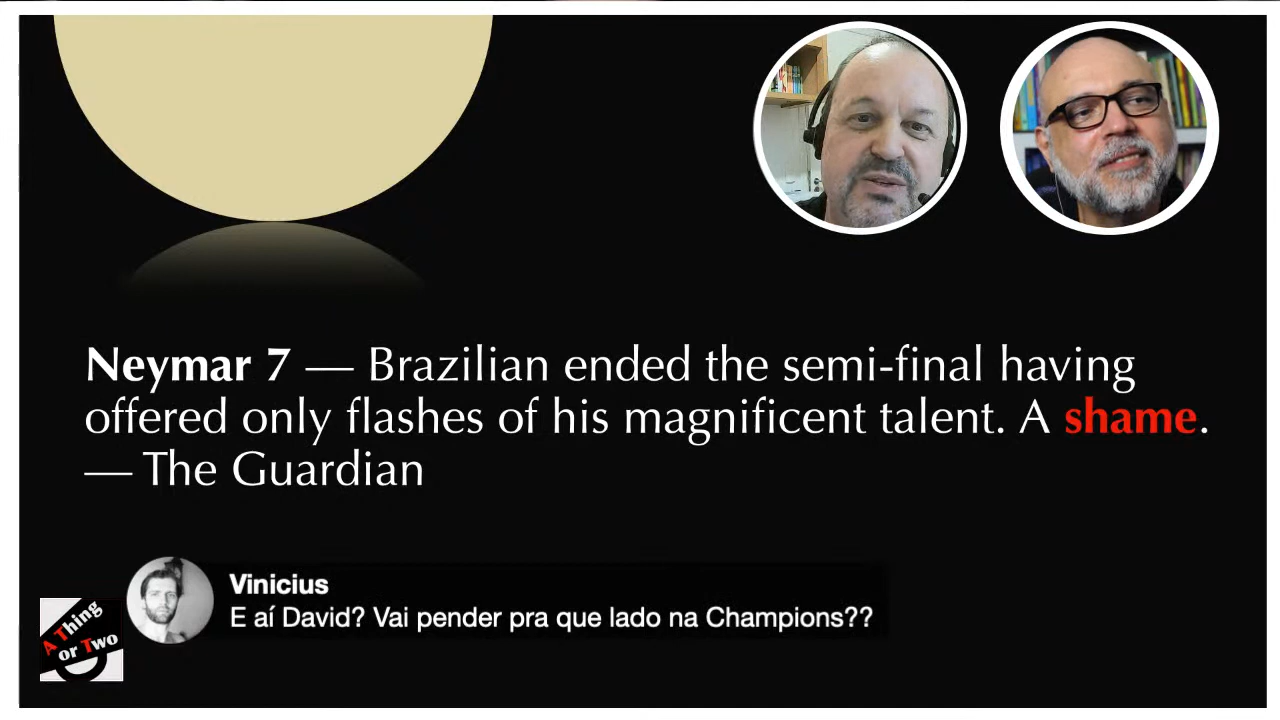 Neymar 7 — Brazilian ended the semi-final having
offered only flashes of his magnificent talent. A shame.
— The Guardian
Vinicius
E aí David? Vai pender pra que lado na Champions??
A Thing
or Two